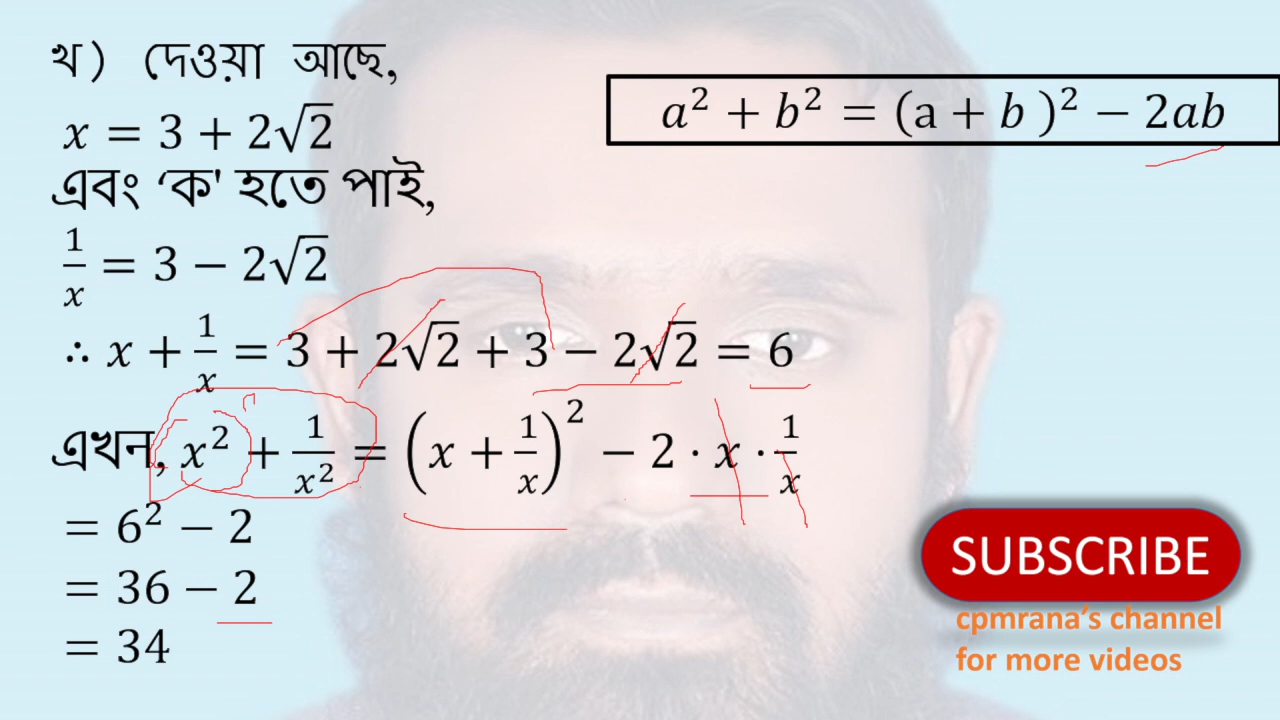 খ) দেওয়া আছে,
x = 3 + 2√2
a² + b² = (a + b )² − 2ab
এবং ‘ক' হতে পাই,
1/x = 3 − 2√2
∴ x + 1/x = 3 + 2√2 + 3 − 2√2 = 6
এখন, x² + 1/x² = (x + 1/x)² − 2 · x · 1/x
= 6² − 2
= 36 − 2
= 34
SUBSCRIBE
cpmrana’s channel
for more videos